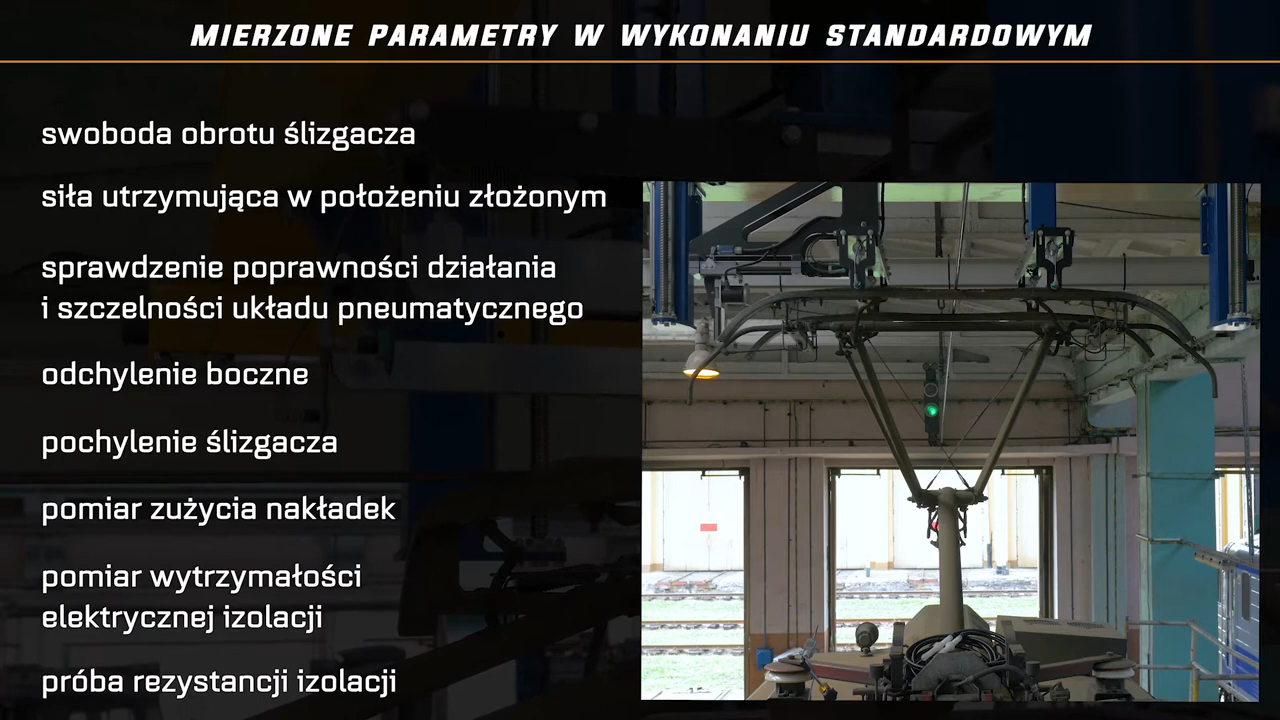 MIERZONE PARAMETRY W WYKONANIU STANDARDOWYM
swoboda obrotu ślizgacza
siła utrzymująca w położeniu złożonym
sprawdzenie poprawności działania
i szczelności układu pneumatycznego
odchylenie boczne
pochylenie ślizgacza
pomiar zużycia nakładek
pomiar wytrzymałości
elektrycznej izolacji
próba rezystancji izolacji